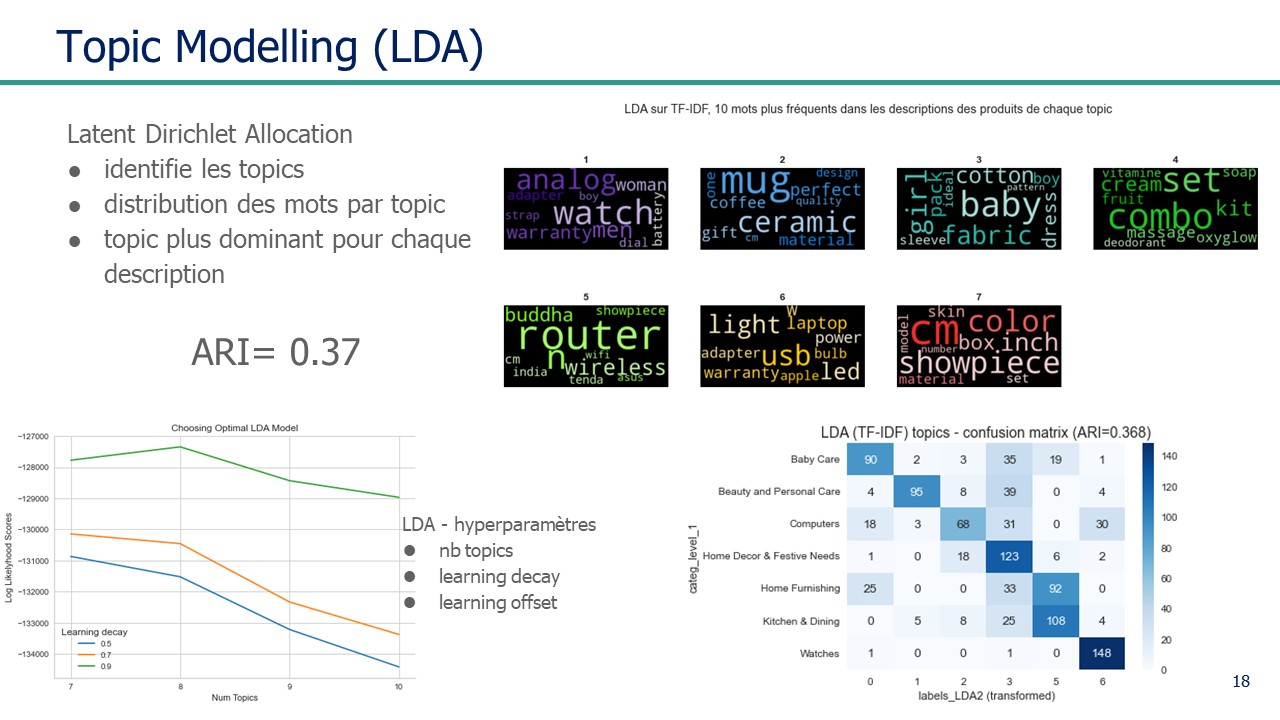 Topic Modelling (LDA)
Latent Dirichlet Allocation
● identifie les topics
● distribution des mots par topic
● topic plus dominant pour chaque
description
ARI= 0.37
LDA sur TF-IDF, 10 mots plus fréquents dans les descriptions des produits de chaque topic
1
analog
adapter boy woman
strap watch battery
warranty men
dial
2
one mug design
perfect
coffee quality
ceramic
gift cm material
3
girl pack ideal cotton boy
pattern
baby dress
sleeve fabric
4
vitamine soap
cream set
fruit
combo kit
massage
deodorant oxyglow
5
buddha showpiece
router
cm n wifi wireless
india tenda asus
6
w
light laptop
power
adapter usb bulb
warranty apple led
7
model skin
cm color
number box inch
showpiece
material set
Choosing Optimal LDA Model
Log Likelyhood Scores
−127000
−128000
−129000
−130000
−131000
−132000
−133000
−134000
Learning decay
0.5
0.7
0.9
7 8 9 10
Num Topics
LDA - hyperparamètres
● nb topics
● learning decay
● learning offset
LDA (TF-IDF) topics - confusion matrix (ARI=0.368)
categ_level_1
Baby Care 90 2 3 35 19 1
Beauty and Personal Care 4 95 8 39 0 4
Computers 18 3 68 31 0 30
Home Decor & Festive Needs 1 0 18 123 6 2
Home Furnishing 25 0 0 33 92 0
Kitchen & Dining 0 5 8 25 108 4
Watches 1 0 0 1 0 148
0 1 2 3 5 6
labels_LDA2 (transformed)
140
120
100
80
60
40
20
0
18